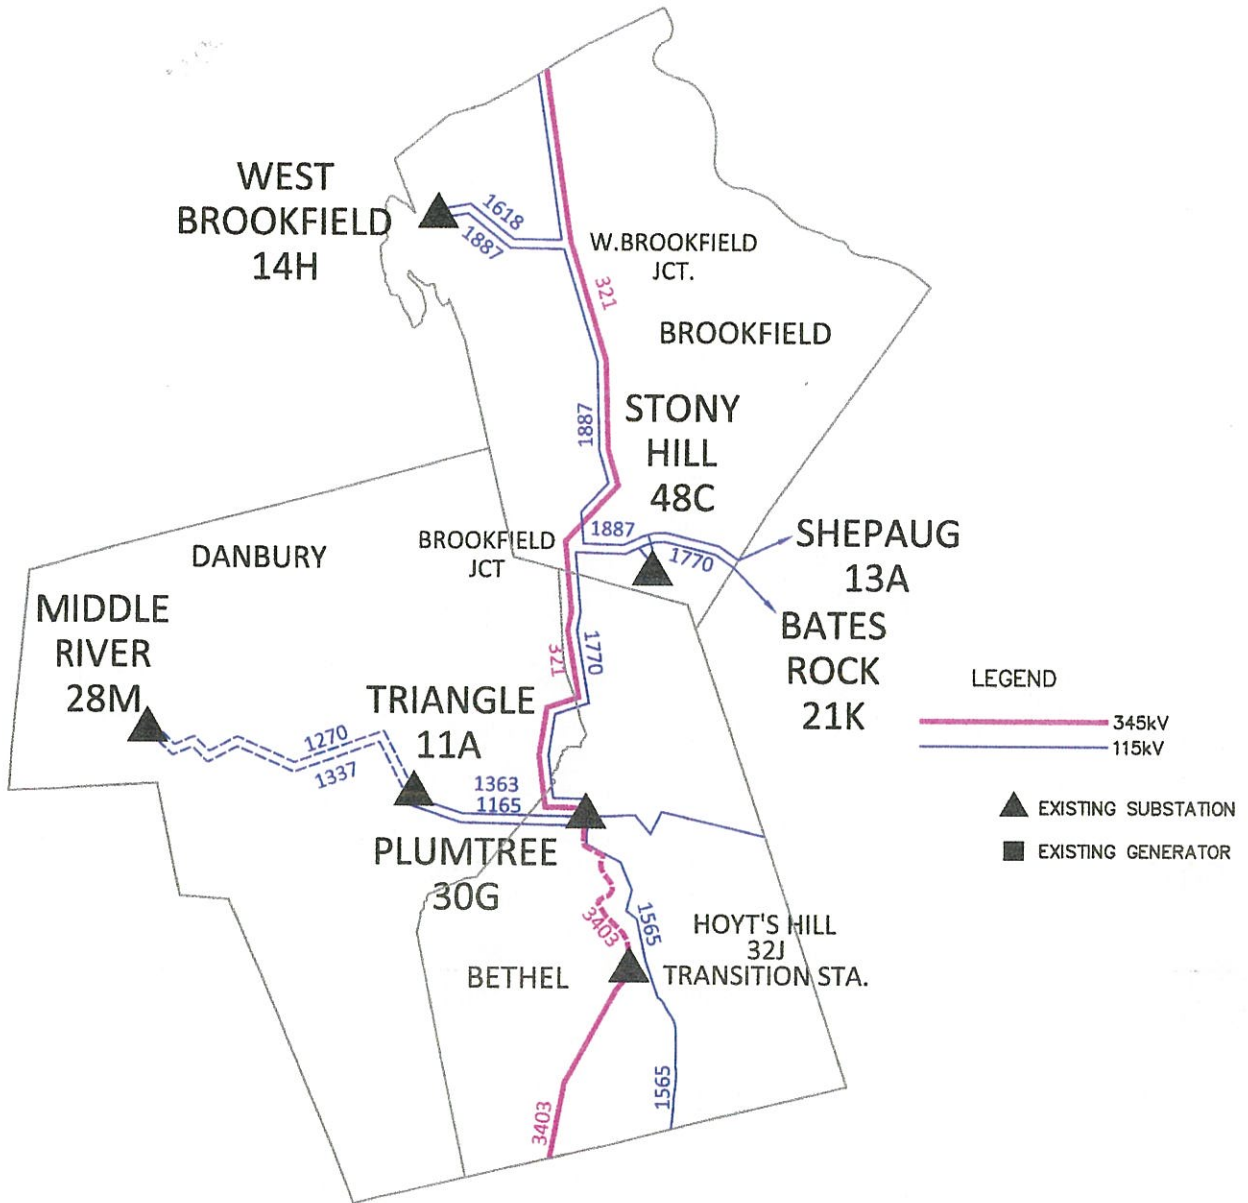 WEST
BROOKFIELD
14H
1618
1887
W.BROOKFIELD
JCT.
321
BROOKFIELD
1887
STONY
HILL
48C
1887
1770
SHEPAUG
13A
BROOKFIELD
JCT
DANBURY
BATES
ROCK
21K
MIDDLE
RIVER
28M
321
1770
TRIANGLE
11A
1270
1337
1363
1165
LEGEND
345kV
115kV
EXISTING SUBSTATION
EXISTING GENERATOR
PLUMTREE
30G
3403
1565
HOYT'S HILL
32J
TRANSITION STA.
BETHEL
3403
1565